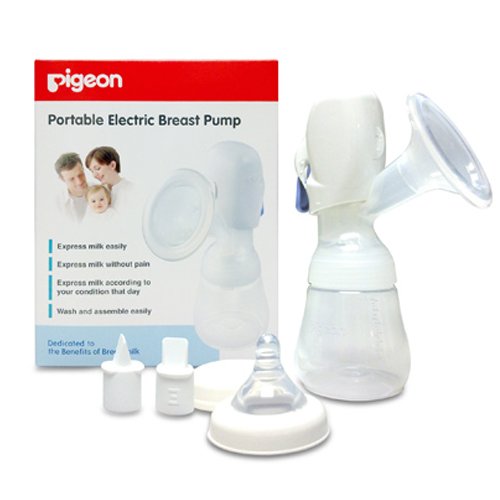 pigeon
Portable Electric Breast Pump
Express milk easily
Express milk without pain
Express milk according to
your condition that day
Wash and assemble easily
Dedicated to
the Benefits of Breastmilk